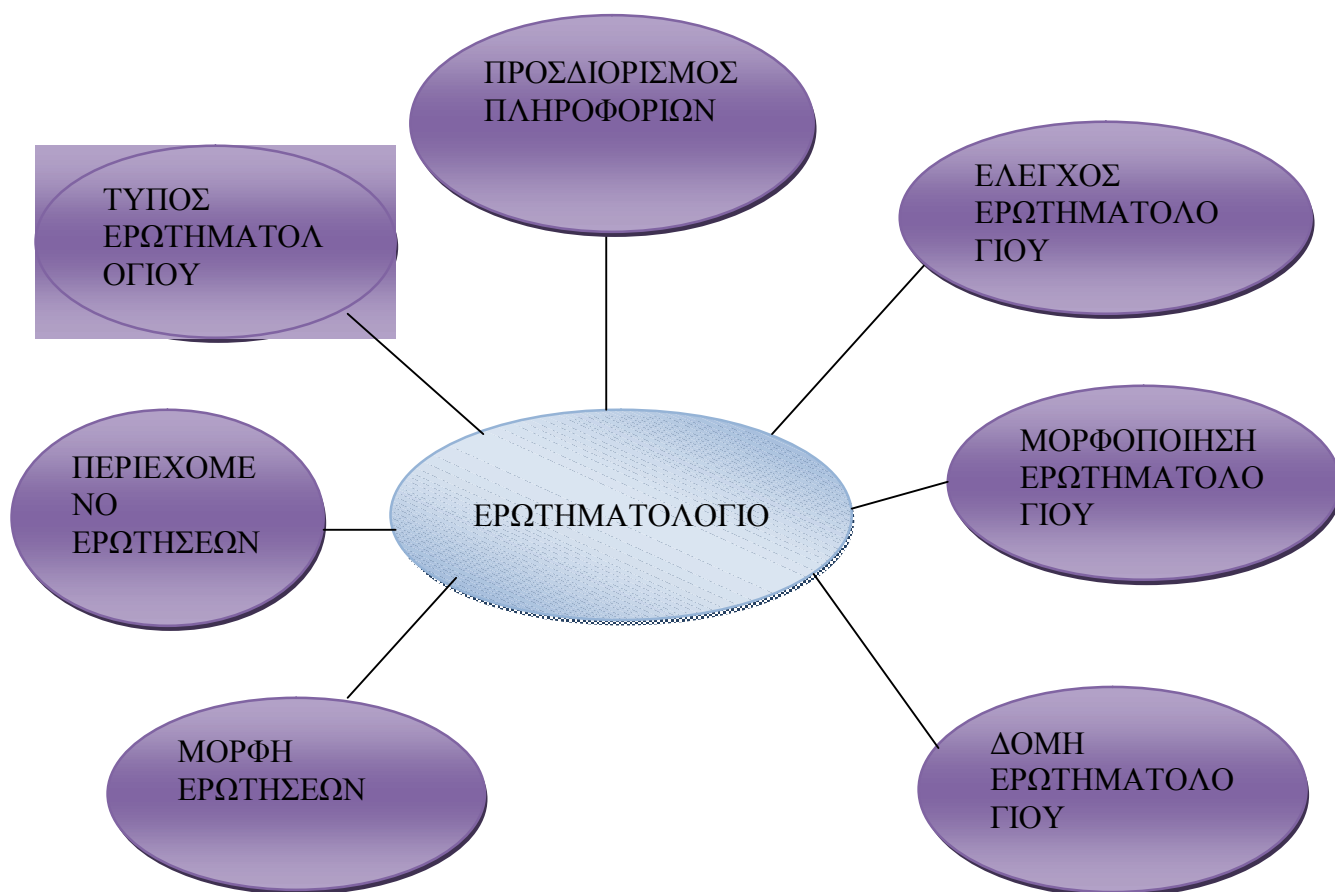 ΠΡΟΣΔΙΟΡΙΣΜΟΣ
ΠΛΗΡΟΦΟΡΙΩΝ
ΤΥΠΟΣ
ΕΡΩΤΗΜΑΤΟΛ
ΟΓΙΟΥ
ΕΛΕΓΧΟΣ
ΕΡΩΤΗΜΑΤΟΛΟ
ΓΙΟΥ
ΠΕΡΙΕΧΟΜΕ
ΝΟ
ΕΡΩΤΗΣΕΩΝ
ΕΡΩΤΗΜΑΤΟΛΟΓΙΟ
ΜΟΡΦΟΠΟΙΗΣΗ
ΕΡΩΤΗΜΑΤΟΛΟ
ΓΙΟΥ
ΜΟΡΦΗ
ΕΡΩΤΗΣΕΩΝ
ΔΟΜΗ
ΕΡΩΤΗΜΑΤΟΛΟ
ΓΙΟΥ